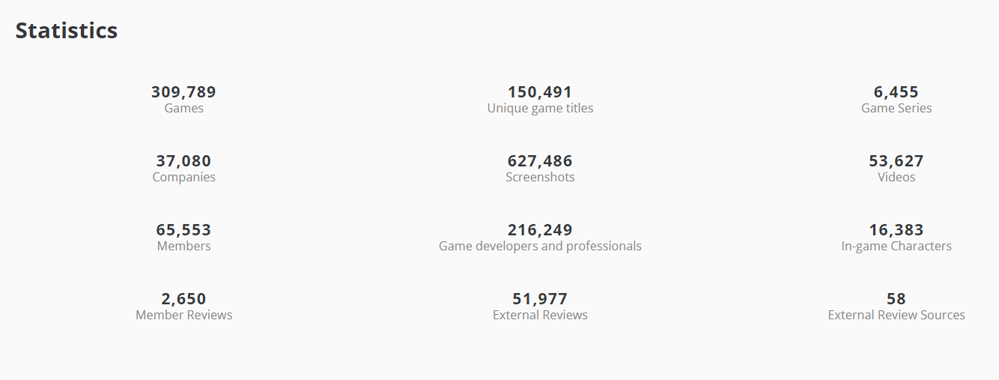 Statistics
309,789
Games
150,491
Unique game titles
6,455
Game Series
37,080
Companies
627,486
Screenshots
53,627
Videos
65,553
Members
216,249
Game developers and professionals
16,383
In-game Characters
2,650
Member Reviews
51,977
External Reviews
58
External Review Sources